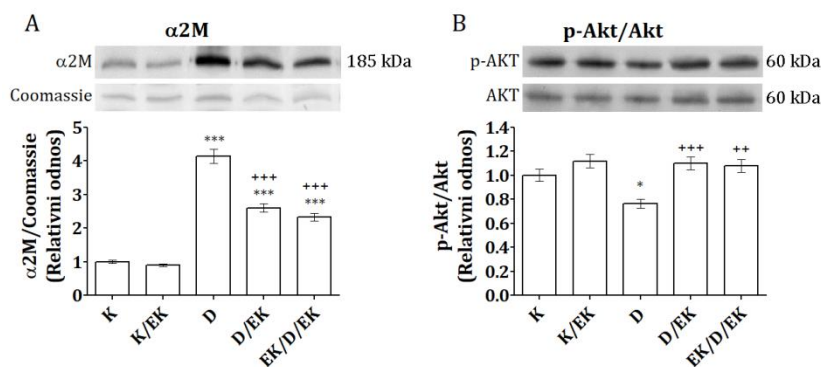 A
α2M
α2M
185 kDa
Coomassie
α2M/Coomassie
(Relativni odnos)
5
4
3
2
1
0
***
+++
***
+++
***
K
K/EK
D
D/EK
EK/D/EK
B
p-Akt/Akt
p-AKT
60 kDa
AKT
60 kDa
p-Akt/Akt
(Relativni odnos)
1.4
1.2
1.0
0.8
0.6
0.4
0.2
0.0
*
+++
++
K
K/EK
D
D/EK
EK/D/EK